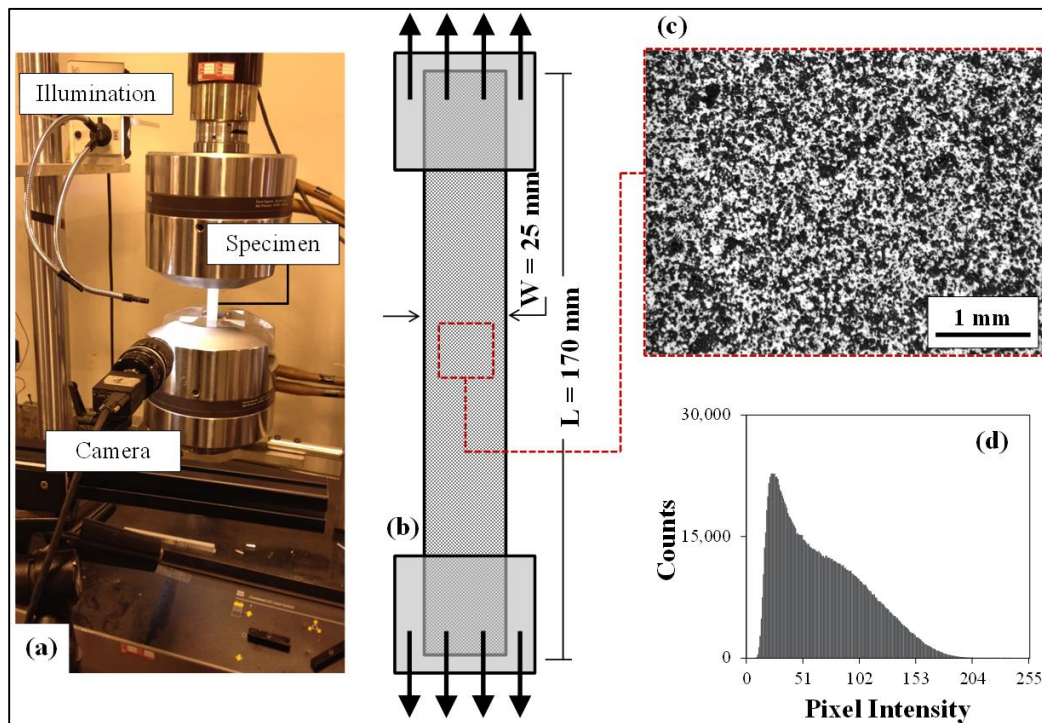 Illumination
Specimen
Camera
(a)
W = 25 mm
L = 170 mm
(b)
(c)
1 mm
30,000
(d)
15,000
Counts
0
0 51 102 153 204 255
Pixel Intensity